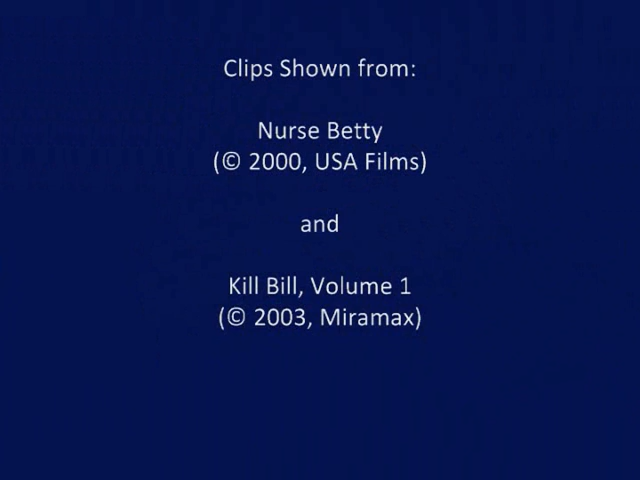 Clips Shown from:
Nurse Betty
(© 2000, USA Films)
and
Kill Bill, Volume 1
(© 2003, Miramax)